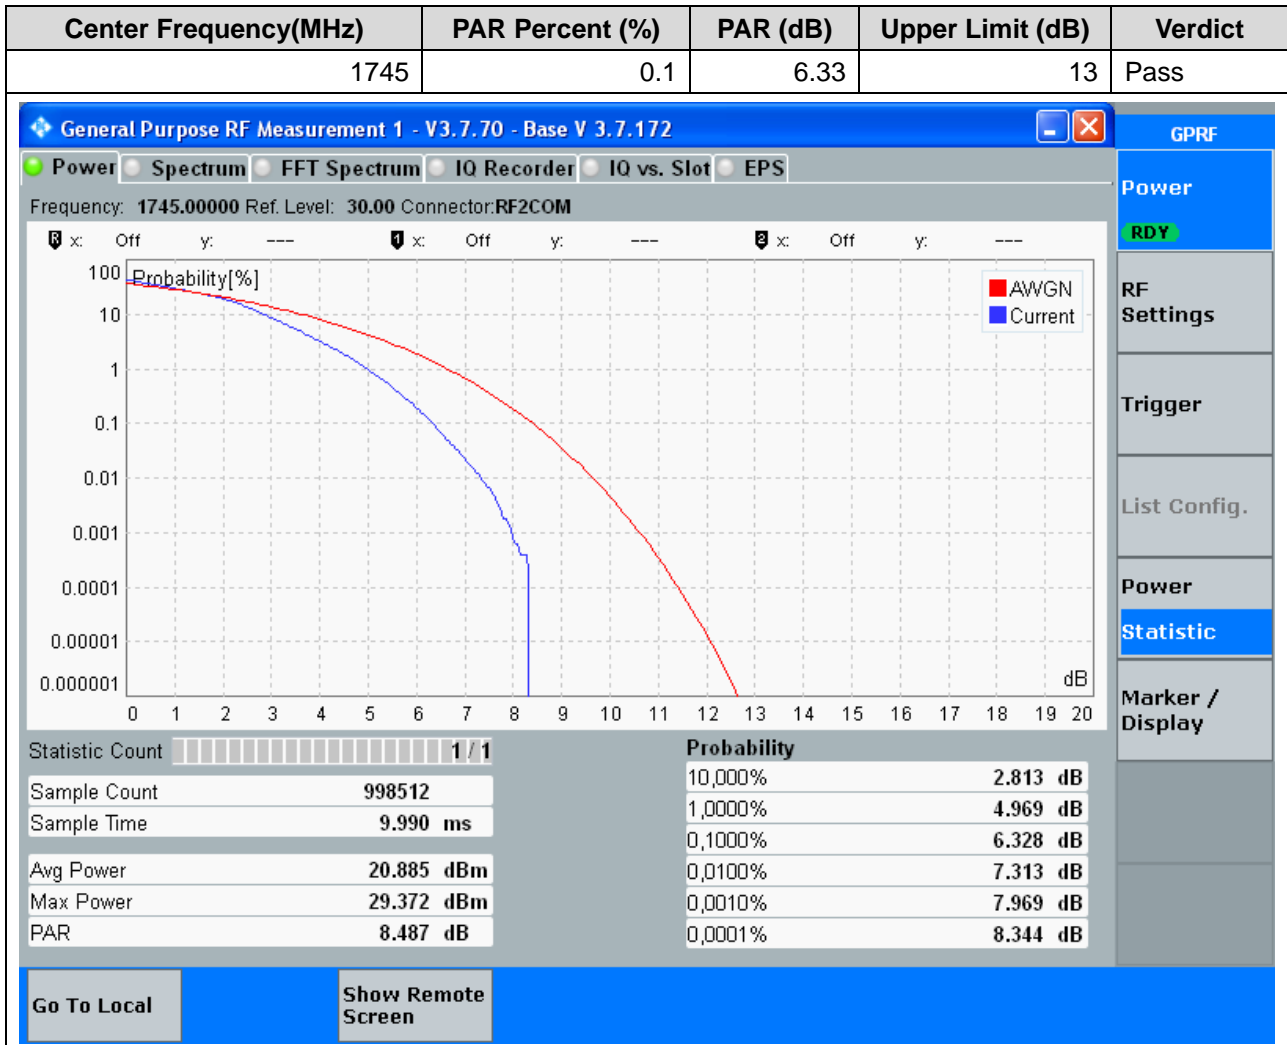 Center Frequency(MHz) PAR Percent (%) PAR (dB) Upper Limit (dB) Verdict
1745 0.1 6.33 13 Pass
General Purpose RF Measurement 1 - V3.7.70 - Base V 3.7.172
GPRF
Power Spectrum FFT Spectrum IQ Recorder IQ vs. Slot EPS
Frequency: 1745.00000 Ref. Level: 30.00 Connector:RF2COM
R x: Off y: --- 1 x: Off y: --- 2 x: Off y: ---
Power
RDY
RF
Settings
Trigger
List Config.
Power
Statistic
Marker /
Display
Probability[%]
AWGN
Current
100
10
1
0.1
0.01
0.001
0.0001
0.00001
0.000001
dB
0 1 2 3 4 5 6 7 8 9 10 11 12 13 14 15 16 17 18 19 20
Statistic Count 1 / 1
Sample Count 998512
Sample Time 9.990 ms
Avg Power 20.885 dBm
Max Power 29.372 dBm
PAR 8.487 dB
Probability
10,000% 2.813 dB
1,0000% 4.969 dB
0,1000% 6.328 dB
0,0100% 7.313 dB
0,0010% 7.969 dB
0,0001% 8.344 dB
Go To Local
Show Remote
Screen